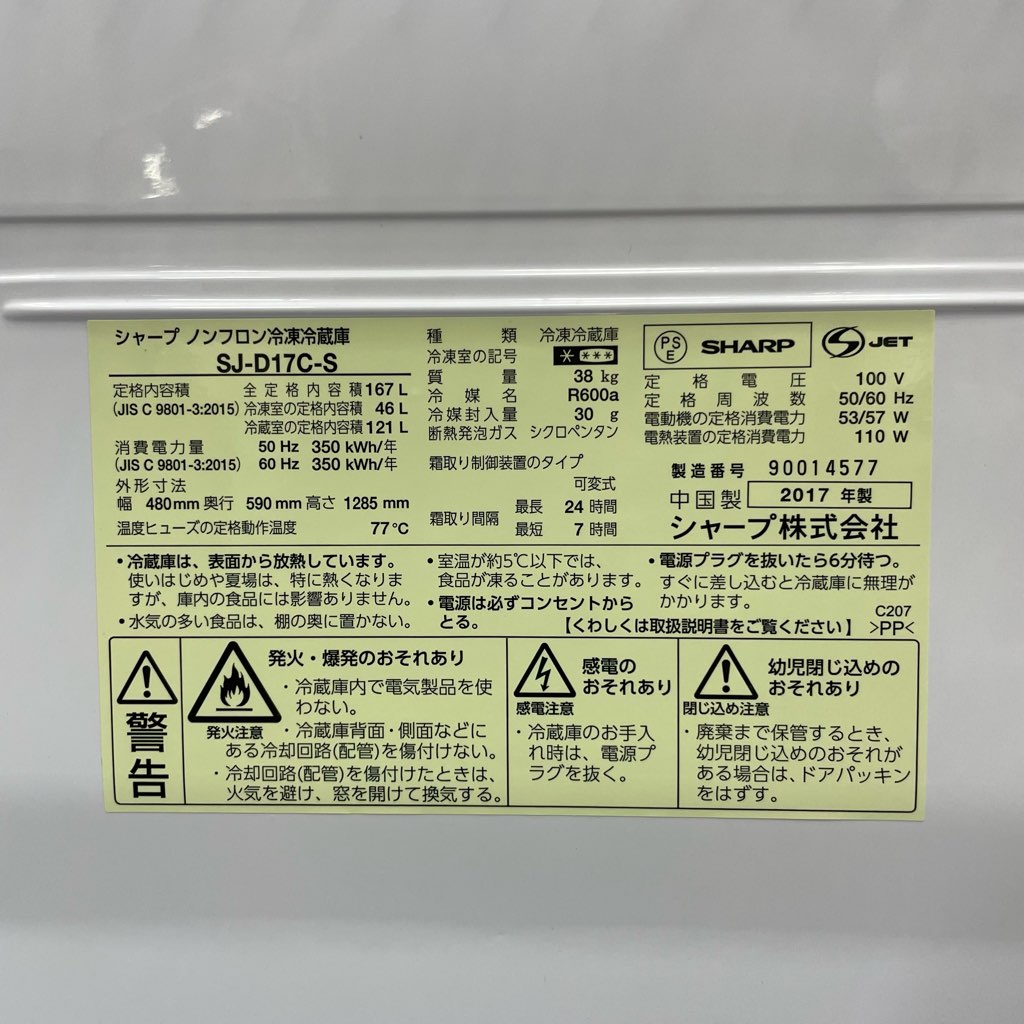 シャープ ノンフロン冷凍冷蔵庫
SJ-D17C-S
定格内容積 全定格内容積 167 L
(JIS C 9801-3:2015) 冷凍室の定格内容積 46 L
冷蔵室の定格内容積 121 L
消費電力量 50 Hz 350 kWh/年
(JIS C 9801-3:2015) 60 Hz 350 kWh/年
外形寸法
幅 480mm 奥行 590mm 高さ 1285 mm
温度ヒューズの定格動作温度 77℃
種類 冷凍冷蔵庫
冷凍室の記号 * ***
質量 38 kg
冷媒名 R600a
冷媒封入量 30 g
断熱発泡ガス シクロペンタン
霜取り制御装置のタイプ
可変式
霜取り間隔 最長 24 時間
最短 7 時間
PS E SHARP S JET
定格電圧 100 V
定格周波数 50/60 Hz
電動機の定格消費電力 53/57 W
電熱装置の定格消費電力 110 W
製造番号 90014577
中国製 2017 年製
シャープ株式会社
・冷蔵庫は、表面から放熱しています。
使いはじめや夏場は、特に熱くなりま
すが、庫内の食品には影響ありません。
・水気の多い食品は、棚の奥に置かない。
・室温が約5℃以下では、
食品が凍ることがあります。
・電源は必ずコンセントから
とる。
・電源プラグを抜いたら6分待つ。
すぐに差し込むと冷蔵庫に無理が
かかります。
C207
【くわしくは取扱説明書をご覧ください】 >PP<
警告
発火・爆発のおそれあり
発火注意
・冷蔵庫内で電気製品を使
わない。
・冷蔵庫背面・側面などに
ある冷却回路(配管)を傷付けない。
・冷却回路(配管)を傷付けたときは、
火気を避け、窓を開けて換気する。
感電の
おそれあり
感電注意
・冷蔵庫のお手入
れ時は、電源プ
ラグを抜く。
幼児閉じ込めの
おそれあり
閉じ込め注意
・廃棄まで保管するとき、
幼児閉じ込めのおそれが
ある場合は、ドアパッキン
をはずす。